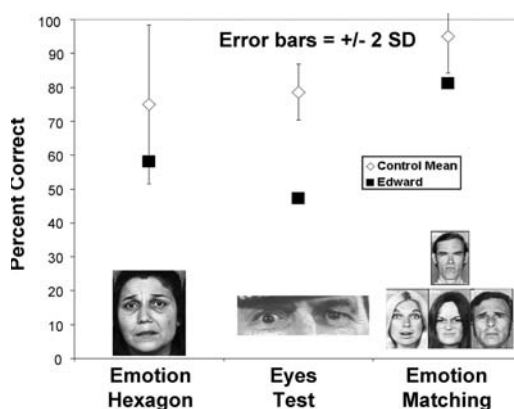 Error bars = +/- 2 SD
Percent Correct
100
90
80
70
60
50
40
30
20
10
0
Control Mean
Edward
Emotion
Hexagon
Eyes
Test
Emotion
Matching